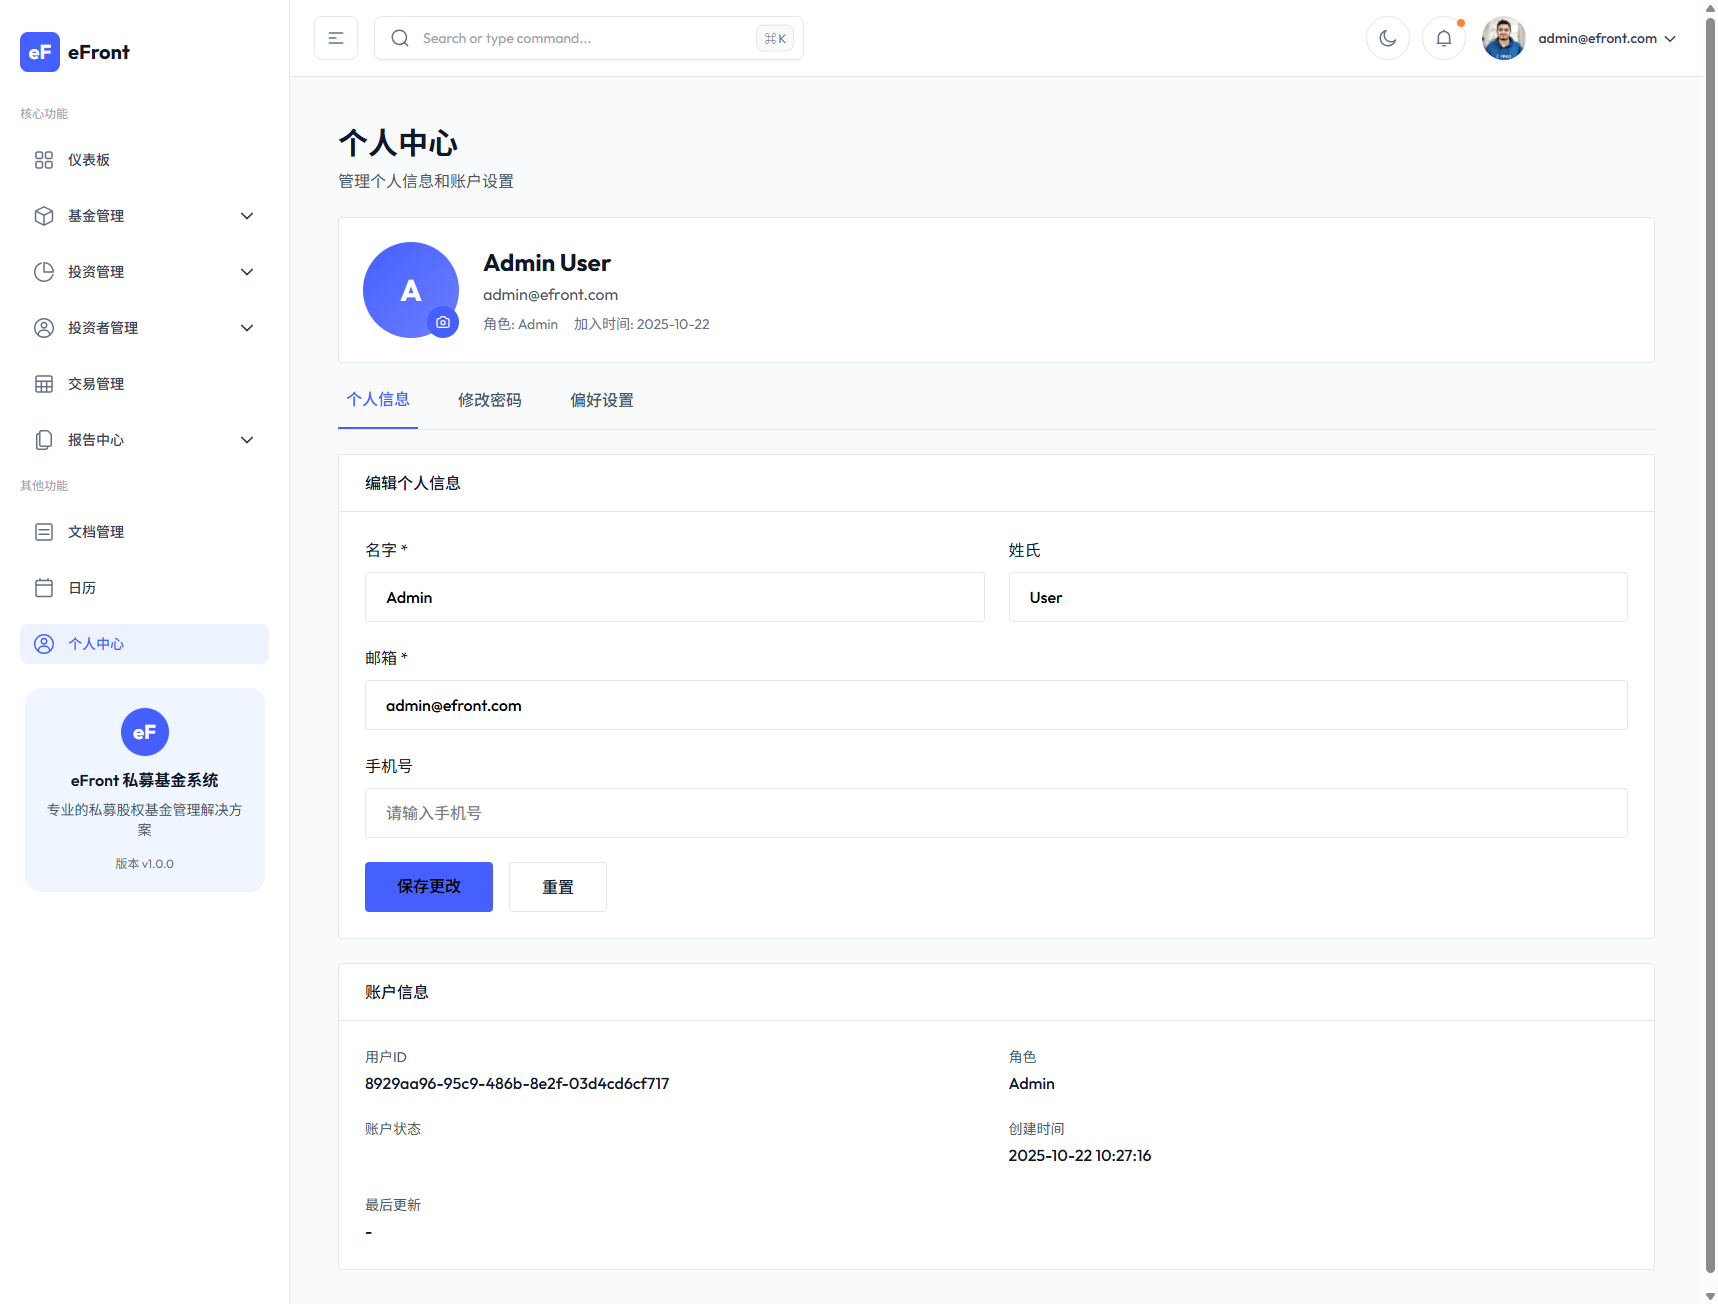 eF eFront
核心功能
仪表板
基金管理
投资管理
投资者管理
交易管理
报告中心
其他功能
文档管理
日历
个人中心
eF
eFront 私募基金系统
专业的私募股权基金管理解决方
案
版本 v1.0.0
Search or type command...
⌘K
admin@efront.com
个人中心
管理个人信息和账户设置
A
Admin User
admin@efront.com
角色: Admin 加入时间: 2025-10-22
个人信息 修改密码 偏好设置
编辑个人信息
名字 *
Admin
姓氏
User
邮箱 *
admin@efront.com
手机号
请输入手机号
保存更改 重置
账户信息
用户ID
8929aa96-95c9-486b-8e2f-03d4cd6cf717
角色
Admin
账户状态
创建时间
2025-10-22 10:27:16
最后更新
-